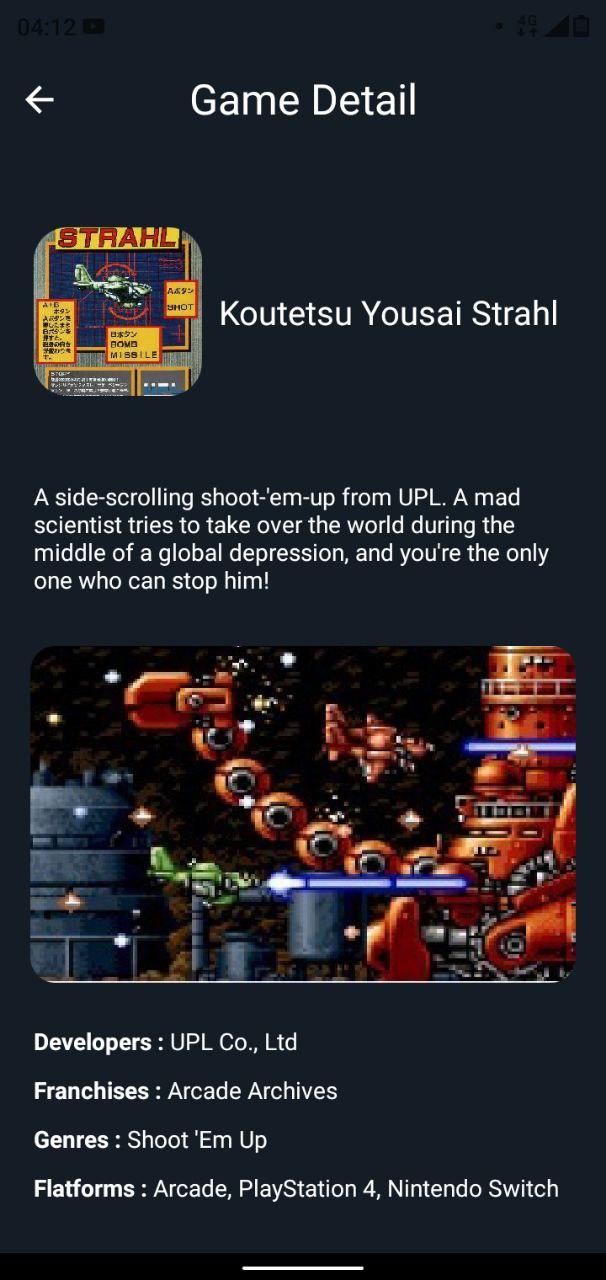 04:12
4G
Game Detail
STRAHL
Aボタン
SHOT
A+B
Bボタン
BOMB
MISSILE
Koutetsu Yousai Strahl
A side-scrolling shoot-'em-up from UPL. A mad
scientist tries to take over the world during the
middle of a global depression, and you're the only
one who can stop him!
Developers : UPL Co., Ltd
Franchises : Arcade Archives
Genres : Shoot 'Em Up
Flatforms : Arcade, PlayStation 4, Nintendo Switch